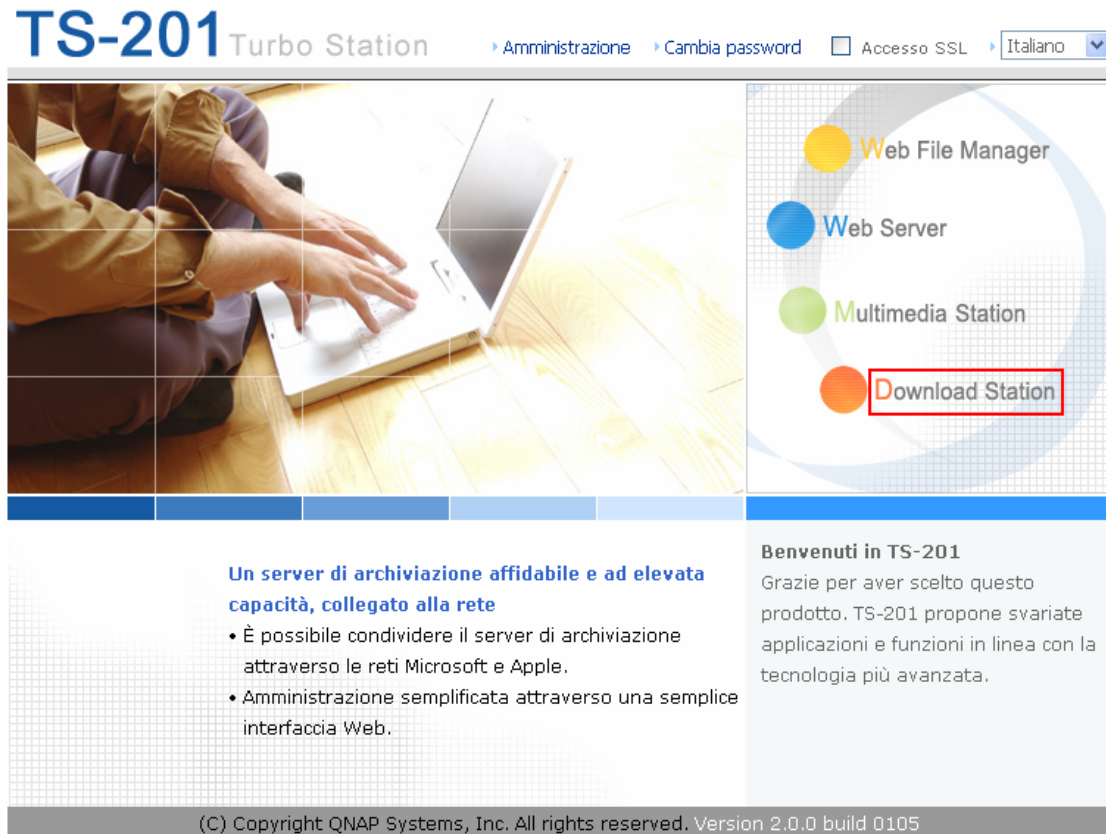 TS-201 Turbo Station
Amministrazione
Cambia password
Accesso SSL
Italiano
Web File Manager
Web Server
Multimedia Station
Download Station
Un server di archiviazione affidabile e ad elevata
capacità, collegato alla rete
• È possibile condividere il server di archiviazione
attraverso le reti Microsoft e Apple.
• Amministrazione semplificata attraverso una semplice
interfaccia Web.
Benvenuti in TS-201
Grazie per aver scelto questo
prodotto. TS-201 propone svariate
applicazioni e funzioni in linea con la
tecnologia più avanzata.
(C) Copyright QNAP Systems, Inc. All rights reserved. Version 2.0.0 build 0105